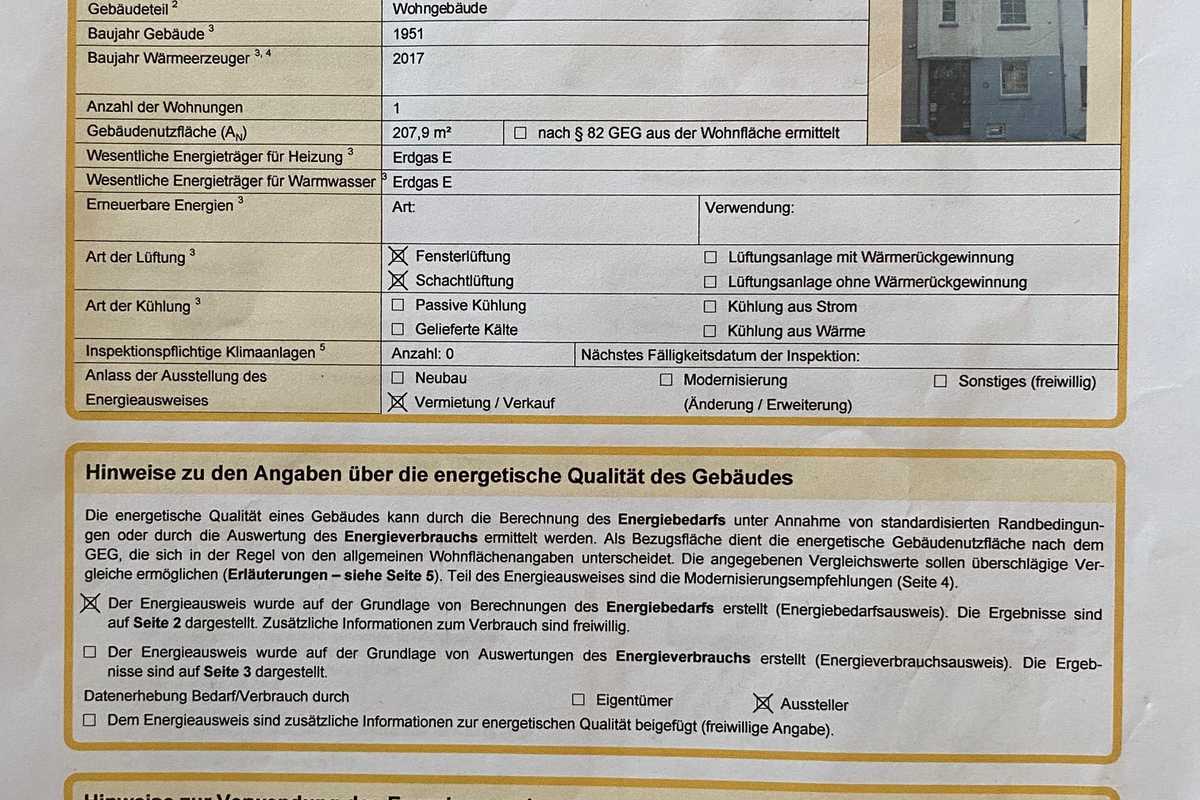 Gebäudeteil ² Wohngebäude
Baujahr Gebäude ³ 1951
Baujahr Wärmeerzeuger ³, ⁴ 2017
Anzahl der Wohnungen 1
Gebäudenutzfläche (A_N) 207,9 m² ☐ nach § 82 GEG aus der Wohnfläche ermittelt
Wesentliche Energieträger für Heizung ³ Erdgas E
Wesentliche Energieträger für Warmwasser ³ Erdgas E
Erneuerbare Energien ³ Art: Verwendung:
Art der Lüftung ³ ☒ Fensterlüftung ☐ Lüftungsanlage mit Wärmerückgewinnung
☒ Schachtlüftung ☐ Lüftungsanlage ohne Wärmerückgewinnung
Art der Kühlung ³ ☐ Passive Kühlung ☐ Kühlung aus Strom
☐ Gelieferte Kälte ☐ Kühlung aus Wärme
Inspektionspflichtige Klimaanlagen ⁵ Anzahl: 0 Nächstes Fälligkeitsdatum der Inspektion:
Anlass der Ausstellung des ☐ Neubau ☐ Modernisierung ☐ Sonstiges (freiwillig)
Energieausweises ☒ Vermietung / Verkauf (Änderung / Erweiterung)
Hinweise zu den Angaben über die energetische Qualität des Gebäudes
Die energetische Qualität eines Gebäudes kann durch die Berechnung des Energiebedarfs unter Annahme von standardisierten Randbedingun-
gen oder durch die Auswertung des Energieverbrauchs ermittelt werden. Als Bezugsfläche dient die energetische Gebäudenutzfläche nach dem
GEG, die sich in der Regel von den allgemeinen Wohnflächenangaben unterscheidet. Die angegebenen Vergleichswerte sollen überschlägige Ver-
gleiche ermöglichen (Erläuterungen – siehe Seite 5). Teil des Energieausweises sind die Modernisierungsempfehlungen (Seite 4).
☒ Der Energieausweis wurde auf der Grundlage von Berechnungen des Energiebedarfs erstellt (Energiebedarfsausweis). Die Ergebnisse sind
auf Seite 2 dargestellt. Zusätzliche Informationen zum Verbrauch sind freiwillig.
☐ Der Energieausweis wurde auf der Grundlage von Auswertungen des Energieverbrauchs erstellt (Energieverbrauchsausweis). Die Ergeb-
nisse sind auf Seite 3 dargestellt.
Datenerhebung Bedarf/Verbrauch durch ☐ Eigentümer ☒ Aussteller
☐ Dem Energieausweis sind zusätzliche Informationen zur energetischen Qualität beigefügt (freiwillige Angabe).
Hinweise zur Verwendung des